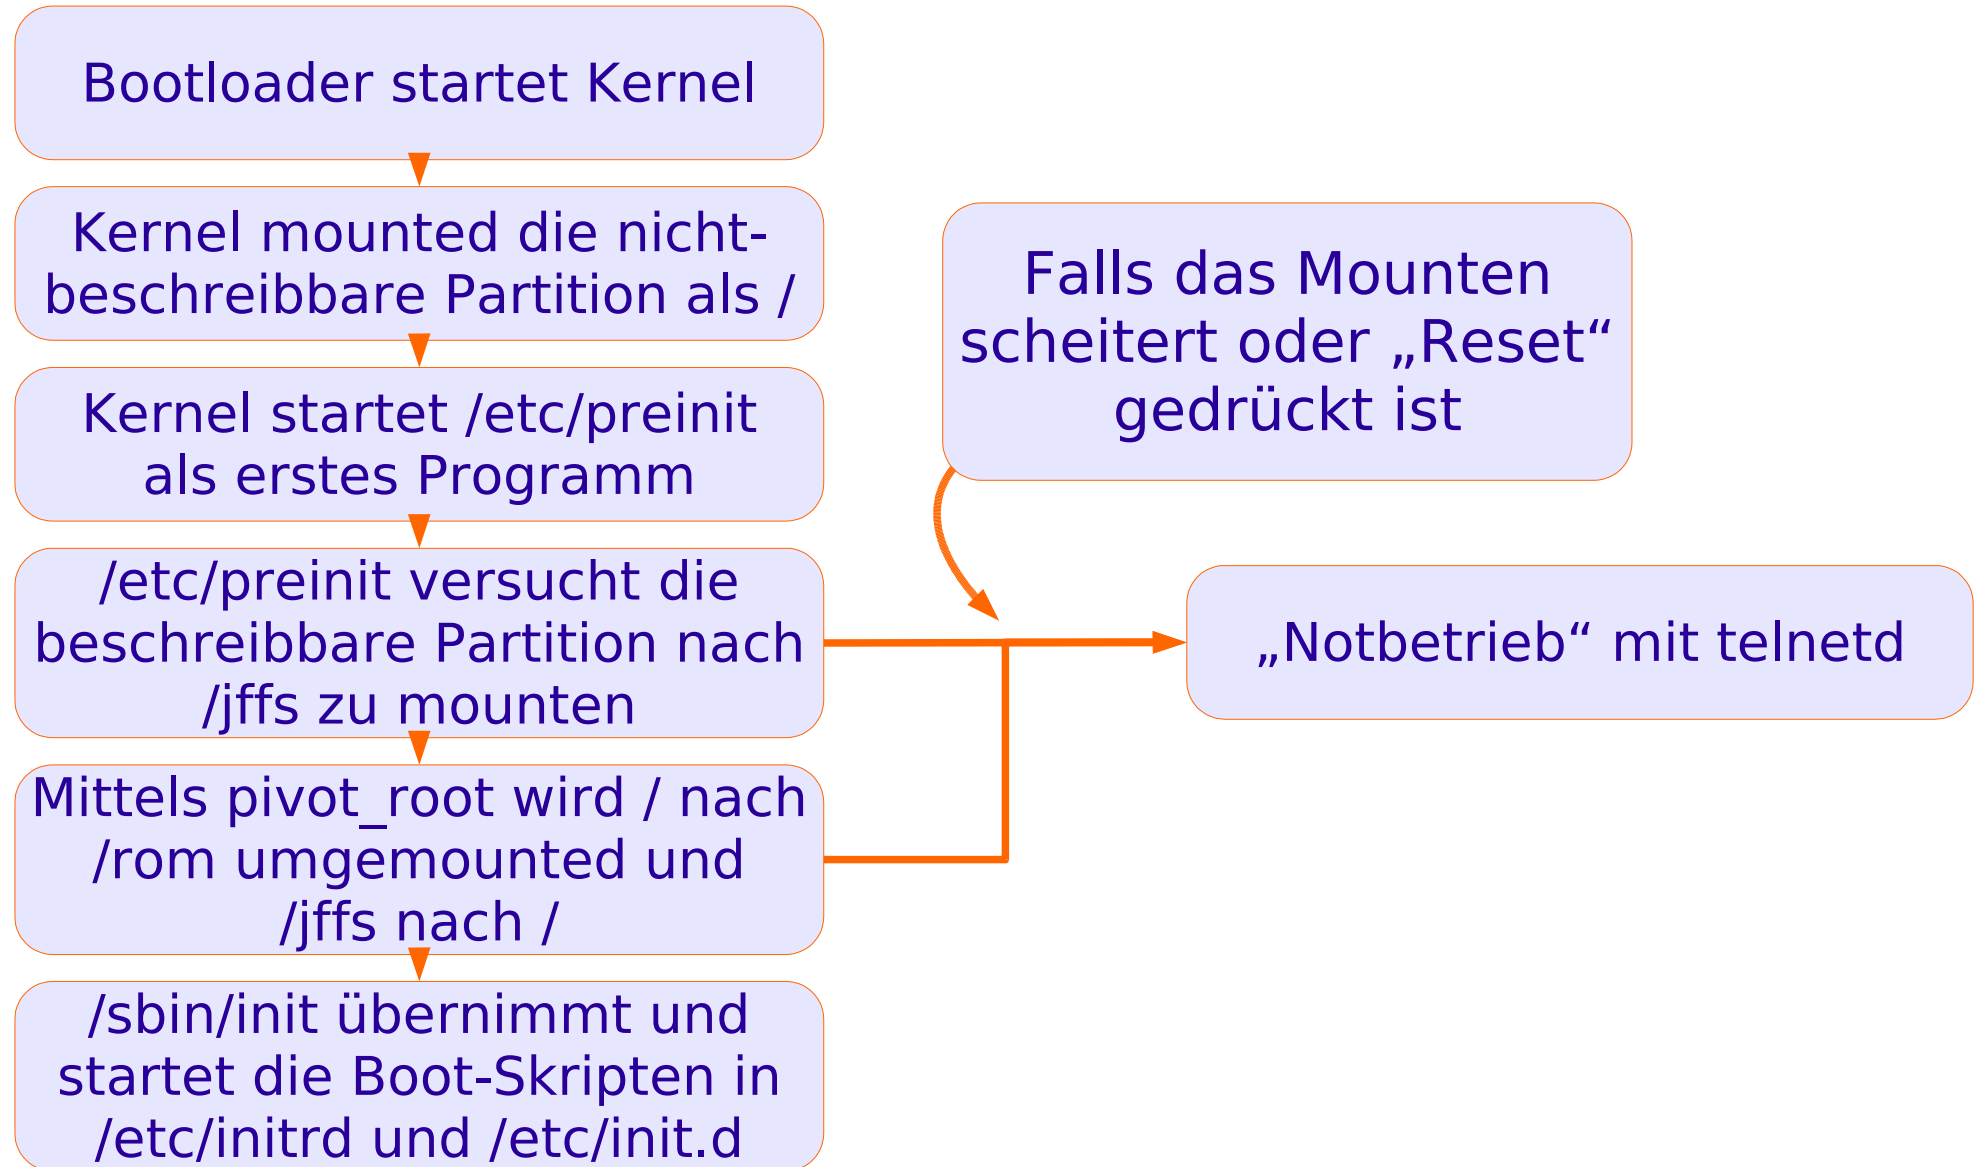 Bootloader startet Kernel
Kernel mounted die nicht-
beschreibbare Partition als /
Kernel startet /etc/preinit
als erstes Programm
/etc/preinit versucht die
beschreibbare Partition nach
/jffs zu mounten
Mittels pivot_root wird / nach
/rom umgemounted und
/jffs nach /
/sbin/init übernimmt und
startet die Boot-Skripten in
/etc/initrd und /etc/init.d
Falls das Mounten
scheitert oder „Reset“
gedrückt ist
„Notbetrieb“ mit telnetd